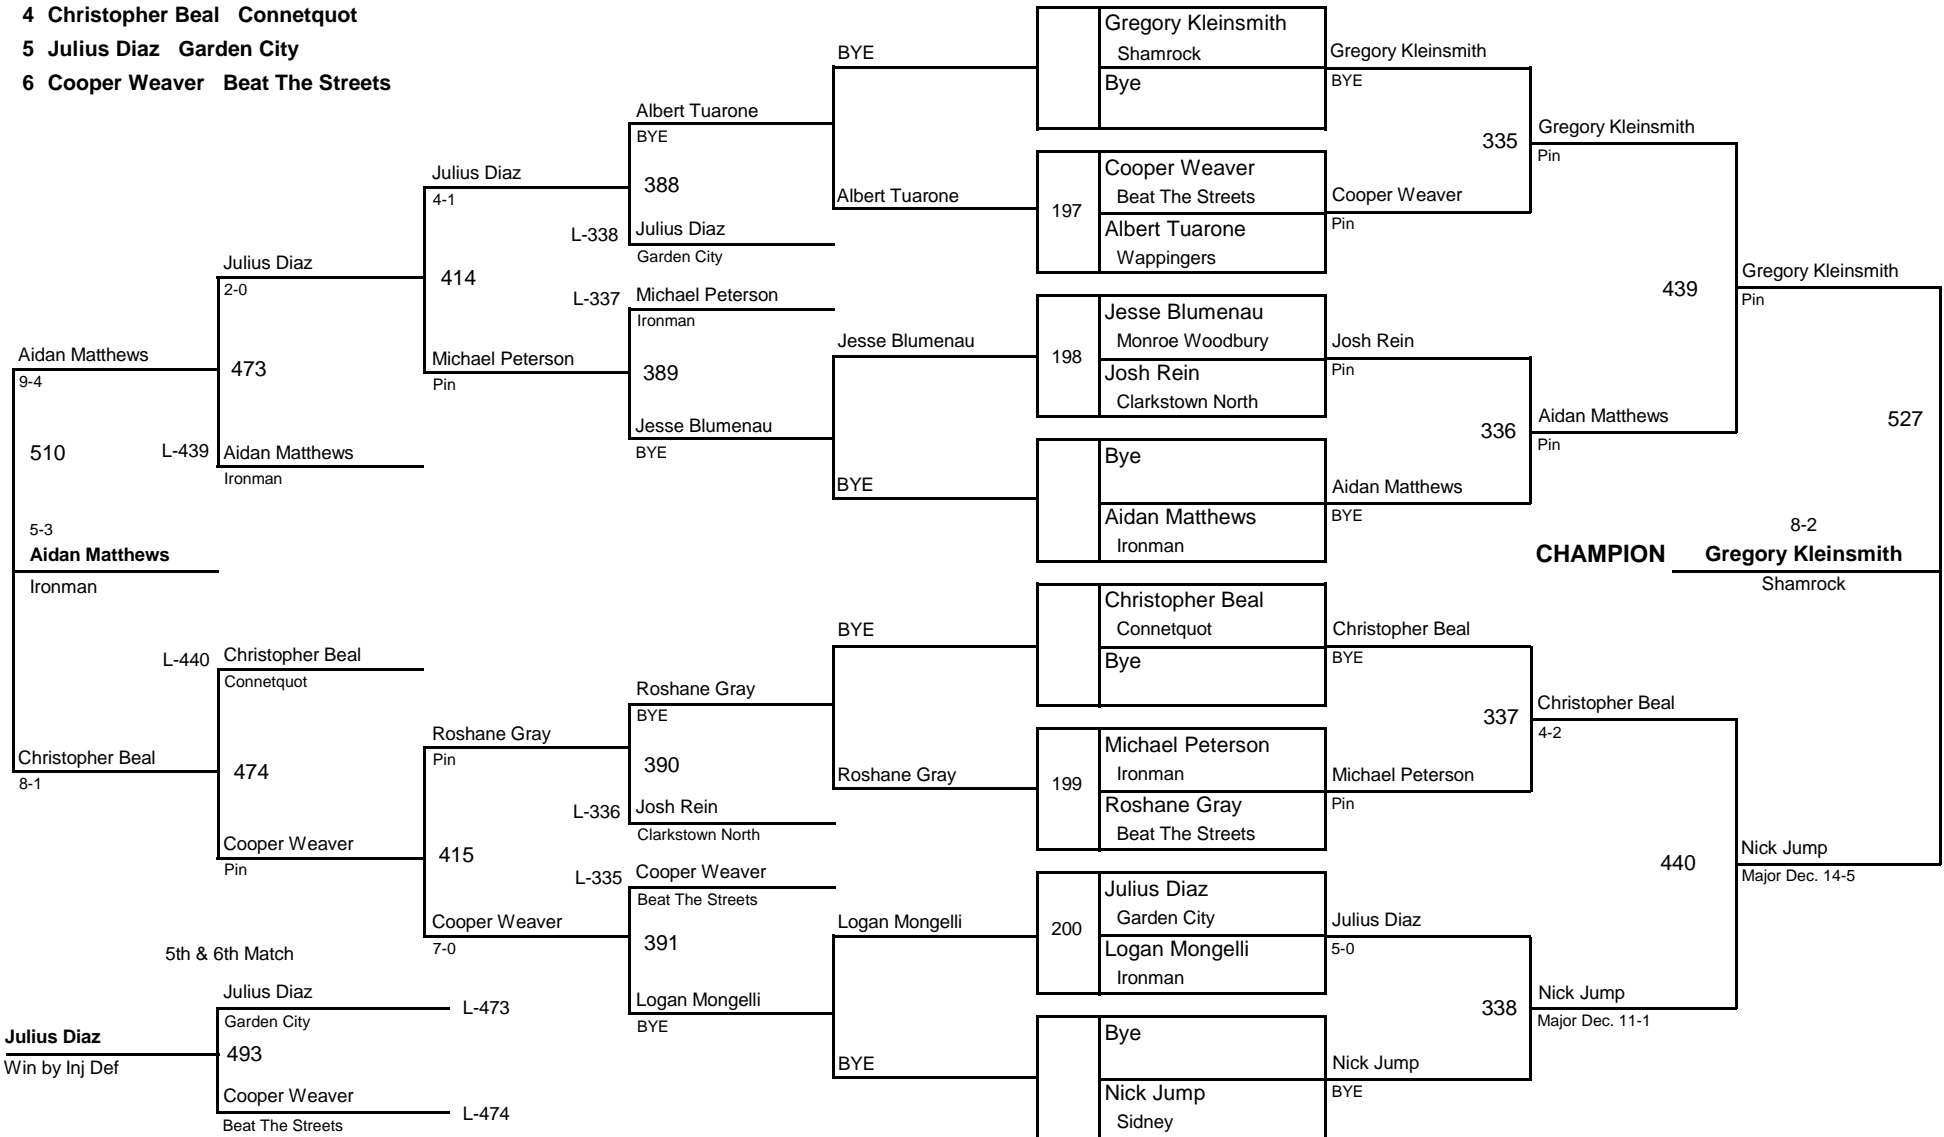 4 Christopher Beal Connetquot
5 Julius Diaz Garden City
6 Cooper Weaver Beat The Streets
Aidan Matthews
9-4
510
5-3
Aidan Matthews
Ironman
Christopher Beal
8-1
5th & 6th Match
Julius Diaz
Win by Inj Def
Julius Diaz
2-0
473
L-439
Aidan Matthews
Ironman
L-440
Christopher Beal
Connetquot
474
Cooper Weaver
Pin
Julius Diaz
L-473
Garden City
493
Cooper Weaver
L-474
Beat The Streets
Julius Diaz
4-1
414
Michael Peterson
Pin
Roshane Gray
Pin
415
Cooper Weaver
7-0
Albert Tuarone
BYE
388
L-338
Julius Diaz
Garden City
L-337
Michael Peterson
Ironman
389
Jesse Blumenau
BYE
Roshane Gray
BYE
390
L-336
Josh Rein
Clarkstown North
L-335
Cooper Weaver
Beat The Streets
391
Logan Mongelli
BYE
BYE
Albert Tuarone
Jesse Blumenau
BYE
BYE
Roshane Gray
Logan Mongelli
BYE
Gregory Kleinsmith
Shamrock
Bye
197
Cooper Weaver
Beat The Streets
Albert Tuarone
Wappingers
198
Jesse Blumenau
Monroe Woodbury
Josh Rein
Clarkstown North
Bye
Aidan Matthews
Ironman
Christopher Beal
Connetquot
Bye
199
Michael Peterson
Ironman
Roshane Gray
Beat The Streets
200
Julius Diaz
Garden City
Logan Mongelli
Ironman
Bye
Nick Jump
Sidney
Gregory Kleinsmith
BYE
335
Cooper Weaver
Pin
Josh Rein
Pin
336
Aidan Matthews
BYE
Christopher Beal
BYE
337
Michael Peterson
Pin
Julius Diaz
5-0
338
Nick Jump
BYE
Gregory Kleinsmith
Pin
439
Aidan Matthews
Pin
Christopher Beal
4-2
440
Nick Jump
Major Dec. 11-1
Gregory Kleinsmith
Pin
527
8-2
CHAMPION Gregory Kleinsmith
Shamrock
Nick Jump
Major Dec. 14-5